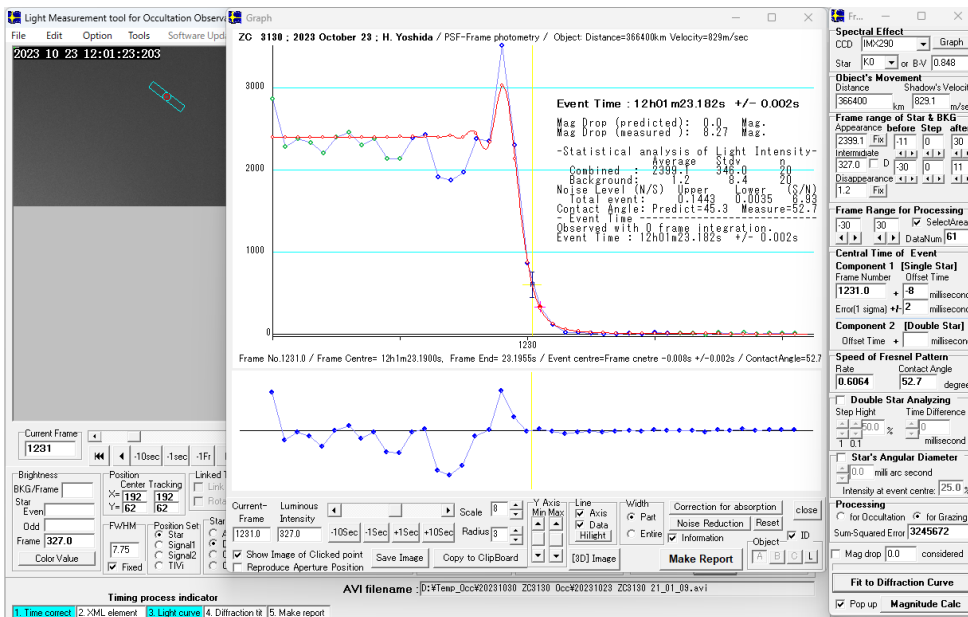 Light Measurement tool for Occultation Observa
File Edit Option Tools Software Upd
2023 10 23 12:01:23:203
Current Frame
1231
-10sec -1sec -1Fr
Brightness
BKG/Frame
Star
Even
Odd
Frame 327.0
Color Value
Position
Center Tracking
X= 192 192
Y= 62 62
Linked T
Link
Rota
FWHM
7.75
Fixed
Position Set
Star
Signal1
Signal2
TIVi
Star
Timing process indicator
1. Time correct 2. XML element 3. Light curve 4. Diffraction tit 5. Make report
AVI filename : D:¥Temp_Occ¥20231030 ZC3130 Occ¥20231023 ZC3130 21_01_09.avi
Graph
ZC 3130 ; 2023 October 23 ; H. Yoshida / PSF-Frame photometry / Object: Distance=366400km Velocity=829m/sec
3000
2000
1000
0
1230
Event Time : 12h01m23.182s +/- 0.002s
Mag Drop (predicted): 0.0 Mag.
Mag Drop (measured ): 8.27 Mag.
-Statistical analysis of Light Intensity-
Average Stdv n
Combined : 2399.1 346.0 20
Background: 1.2 8.4 20
Noise Level (N/S) Upper Lower (S/N)
Total event: 0.1443 0.0035 6.93
Contact Angle: Predict=45.3 Measure=52.7
- Event Time -
Observed with 0 frame integration.
Event Time : 12h01m23.182s +/- 0.002s
Frame No.1231.0 / Frame Centre= 12h1m23.1900s, Frame End= 23.1955s / Event centre=Frame cnetre -0.008s +/-0.002s / ContactAngle=52.7
Current-
Frame
1231.0
Luminous
Intensity
327.0
-10Sec -1Sec +1Sec +10Sec
Scale 8
Radius 3
Show Image of Clicked point
Reproduce Aperture Position
Save Image
Copy to ClipBoard
Y Axis
Min Max
Line
Axis
Data
Hilight
[3D] Image
Width
Part
Entire
Correction for absorption
Noise Reduction Reset
Information
close
Make Report
Object
ID
A B C L
Fr...
Spectral Effect
CCD IMX290 Graph
Star K0 or B-V 0.848
Object's Movement
Distance Shadow's Velocit
366400 km 829.1 m/se
Frame range of Star & BKG
Appearance before Step after
2399.1 Fix -11 0 30
Intermidiate
327.0 D -30 0 11
Disappearance
1.2 Fix
Frame Range for Processing
-30 30 SelectArea
DataNum 61
Central Time of Event
Component 1 [Single Star]
Frame Number Offset Time
1231.0 + -8 millisecond
Error(1 sigma) +/- 2 millisecond
Component 2 [Double Star]
Offset Time + millisecond
Speed of Fresnel Pattern
Rate Contact Angle
0.6064 52.7 degree
Double Star Analyzing
Step Hight Time Difference
50.0 % 0
1 0.1 millisecond
Star's Angular Diameter
0.0 milli arc second
Intensity at event centre: 25.0 %
Processing
for Occultation for Grazing
Sum-Squared Error 3245672
Mag drop 0.0 considered
Fit to Diffraction Curve
Pop up Magnitude Calc